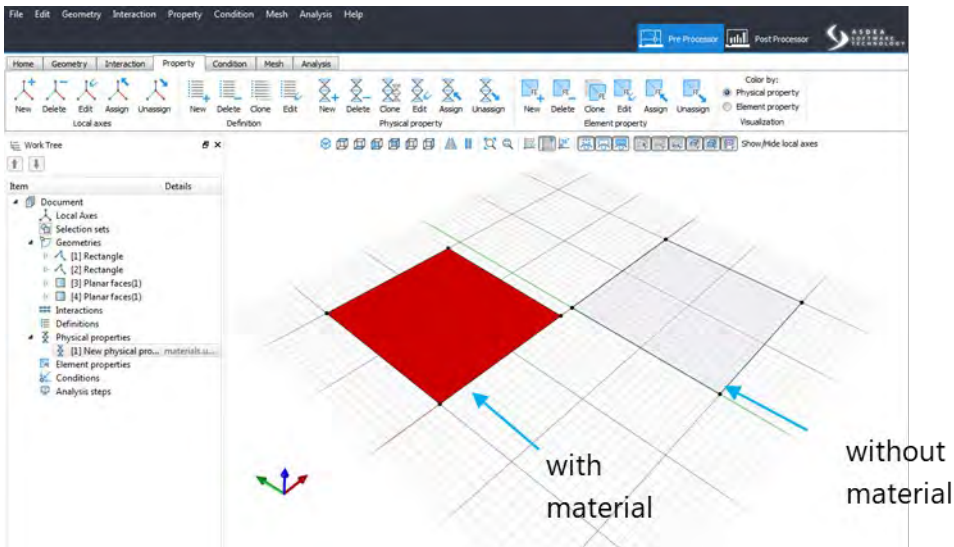 File Edit Geometry Interaction Property Condition Mesh Analysis Help
Pre Processor Post Processor ASDEA SOFTWARE TECHNOLOGY
Home Geometry Interaction Property Condition Mesh Analysis
New Delete Edit Assign Unassign New Delete Clone Edit New Delete Clone Edit Assign Unassign New Delete Clone Edit Assign Unassign
Color by:
Physical property
Element property
Local axes Definition Physical property Element property Visualization
Work Tree
Show/Hide local axes
Item Details
Document
Local Axes
Selection sets
Geometries
[1] Rectangle
[2] Rectangle
[3] Planar faces(1)
[4] Planar faces(1)
Interactions
Definitions
Physical properties
[1] New physical pro... materials.u...
Element properties
Conditions
Analysis steps
with
material
without
material